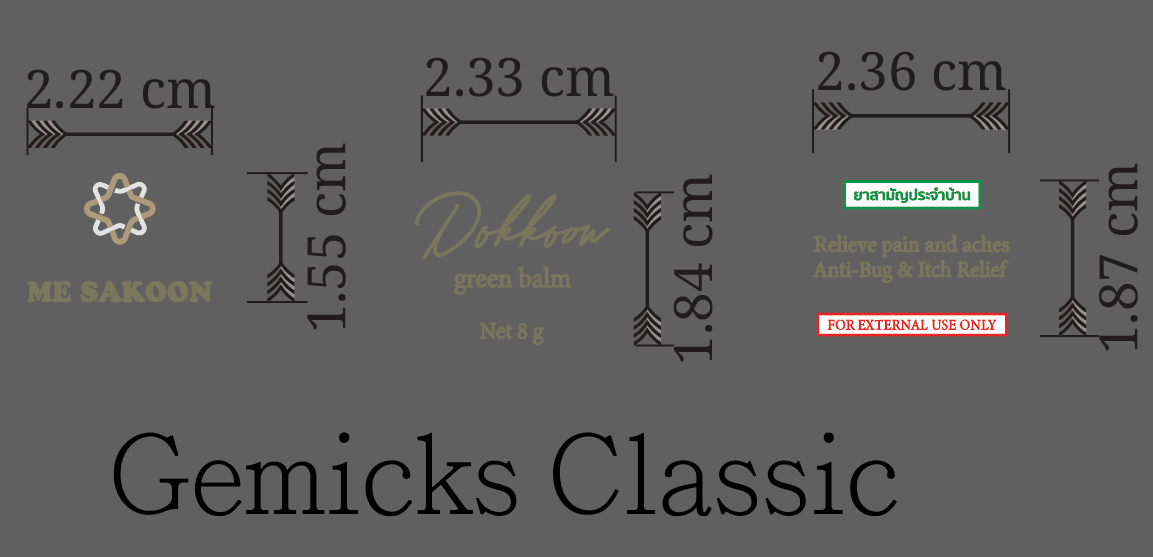 2.22 cm
1.55 cm
ME SAKOON
2.33 cm
1.84 cm
Dokkoon
green balm
Net 8 g
2.36 cm
1.87 cm
ยาสามัญประจำบ้าน
Relieve pain and aches
Anti-Bug & Itch Relief
FOR EXTERNAL USE ONLY
Gemicks Classic